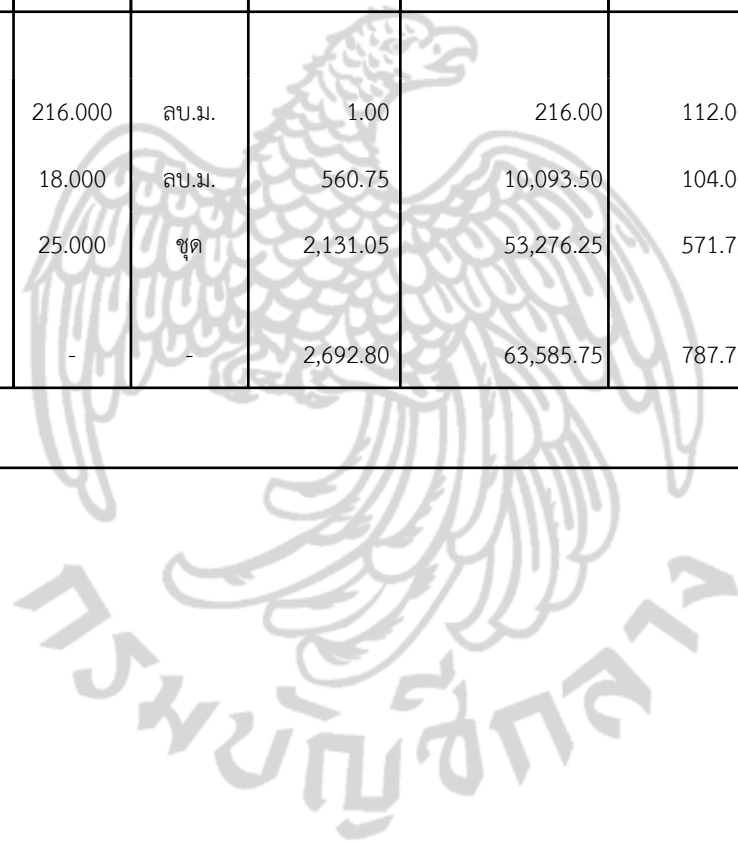 216.000 ลบ.ม. 1.00 216.00 112.0
18.000 ลบ.ม. 560.75 10,093.50 104.0
25.000 ชุด 2,131.05 53,276.25 571.7
- - 2,692.80 63,585.75 787.7
กรมบัญชีกลาง